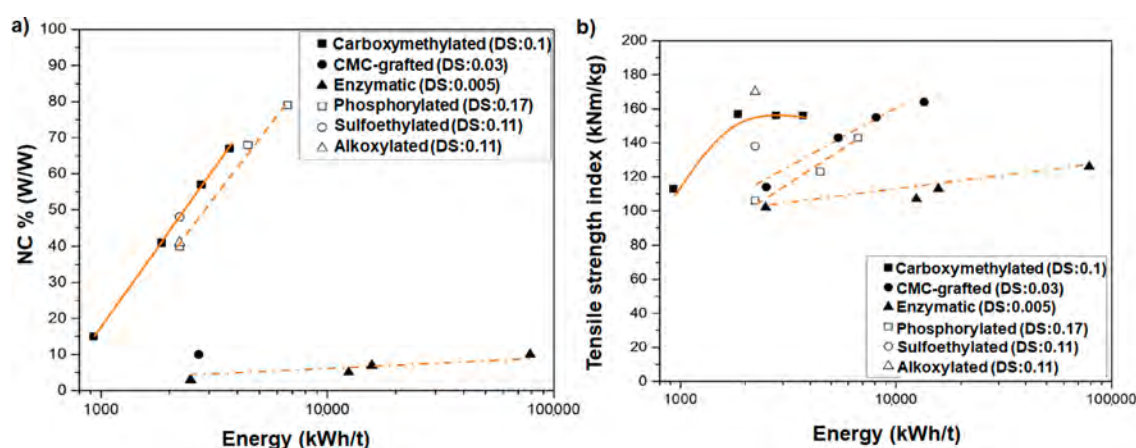 a)
NC % (W/W)
100
90
80
70
60
50
40
30
20
10
0
Carboxymethylated (DS:0.1)
CMC-grafted (DS:0.03)
Enzymatic (DS:0.005)
Phosphorylated (DS:0.17)
Sulfoethylated (DS:0.11)
Alkoxylated (DS:0.11)
1000
10000
100000
Energy (kWh/t)
b)
Tensile strength index (kNm/kg)
200
180
160
140
120
100
80
60
40
20
0
Carboxymethylated (DS:0.1)
CMC-grafted (DS:0.03)
Enzymatic (DS:0.005)
Phosphorylated (DS:0.17)
Sulfoethylated (DS:0.11)
Alkoxylated (DS:0.11)
1000
10000
100000
Energy (kWh/t)